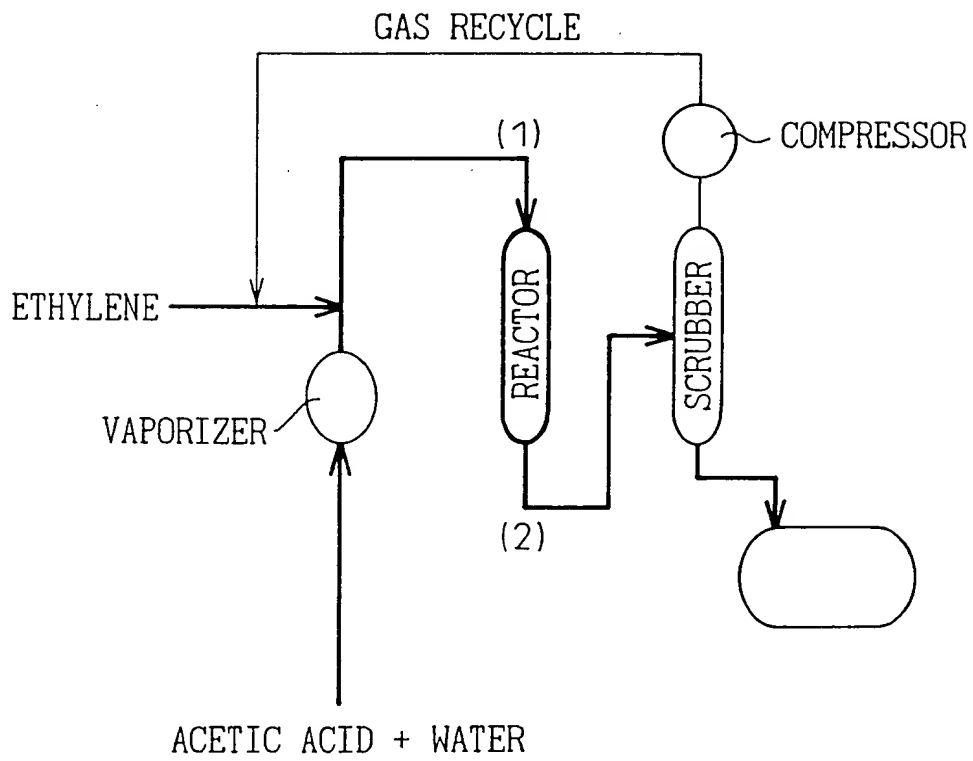 GAS RECYCLE
(1)
COMPRESSOR
ETHYLENE
REACTOR
SCRUBBER
VAPORIZER
(2)
ACETIC ACID + WATER